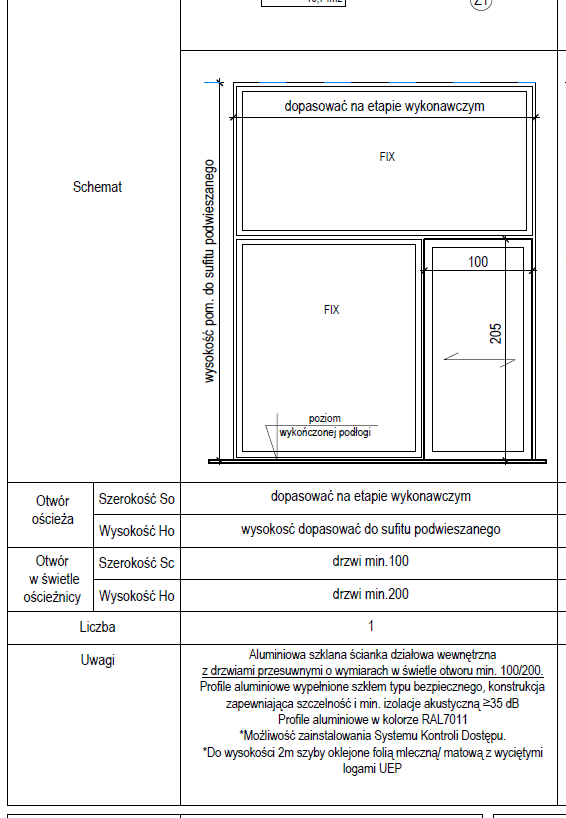 Z1
Schemat
dopasować na etapie wykonawczym
FIX
wysokość pom. do sufitu podwieszanego
100
FIX
205
poziom
wykończonej podłogi
Otwór
ościeża
Szerokość So
dopasować na etapie wykonawczym
Wysokość Ho
wysokosć dopasować do sufitu podwieszanego
Otwór
w świetle
ościeżnicy
Szerokość Sc
drzwi min.100
Wysokość Ho
drzwi min.200
Liczba
1
Uwagi
Aluminiowa szklana ścianka działowa wewnętrzna
z drzwiami przesuwnymi o wymiarach w świetle otworu min. 100/200.
Profile aluminiowe wypełnione szkłem typu bezpiecznego, konstrukcja
zapewniająca szczelność i min. izolacje akustyczną ≥35 dB
Profile aluminiowe w kolorze RAL7011
*Możliwość zainstalowania Systemu Kontroli Dostępu.
*Do wysokości 2m szyby oklejone folią mleczną/ matową z wyciętymi
logami UEP